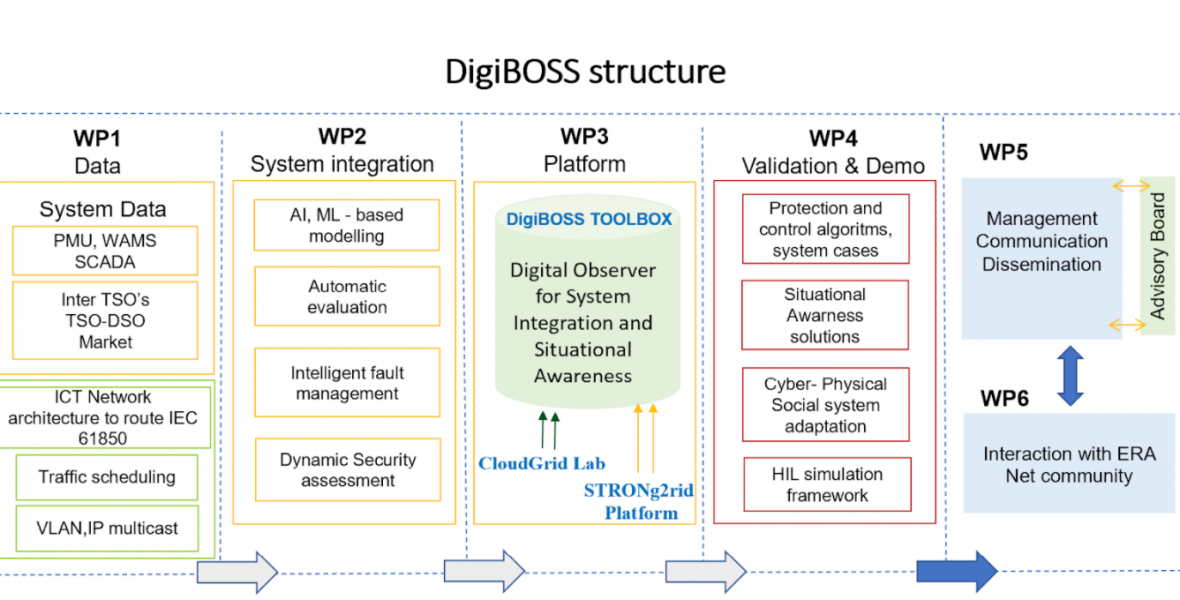 DigiBOSS structure
WP1
Data
System Data
PMU, WAMS
SCADA
Inter TSO's
TSO-DSO
Market
ICT Network
architecture to route IEC
61850
Traffic scheduling
VLAN,IP multicast
WP2
System integration
AI, ML - based
modelling
Automatic
evaluation
Intelligent fault
management
Dynamic Security
assessment
WP3
Platform
DigiBOSS TOOLBOX
Digital Observer
for System
Integration and
Situational
Awareness
CloudGrid Lab
STRONg2rid
Platform
WP4
Validation & Demo
Protection and
control algoritms,
system cases
Situational
Awarness
solutions
Cyber- Physical
Social system
adaptation
HIL simulation
framework
WP5
Management
Communication
Dissemination
Advisory Board
WP6
Interaction with ERA
Net community